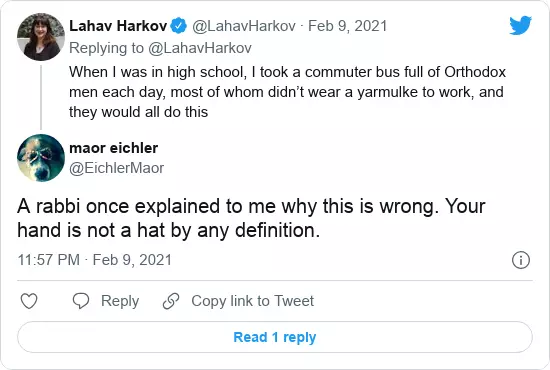 Lahav Harkov @LahavHarkov · Feb 9, 2021
Replying to @LahavHarkov
When I was in high school, I took a commuter bus full of Orthodox
men each day, most of whom didn’t wear a yarmulke to work, and
they would all do this
maor eichler
@EichlerMaor
A rabbi once explained to me why this is wrong. Your
hand is not a hat by any definition.
11:57 PM · Feb 9, 2021
Reply Copy link to Tweet
Read 1 reply